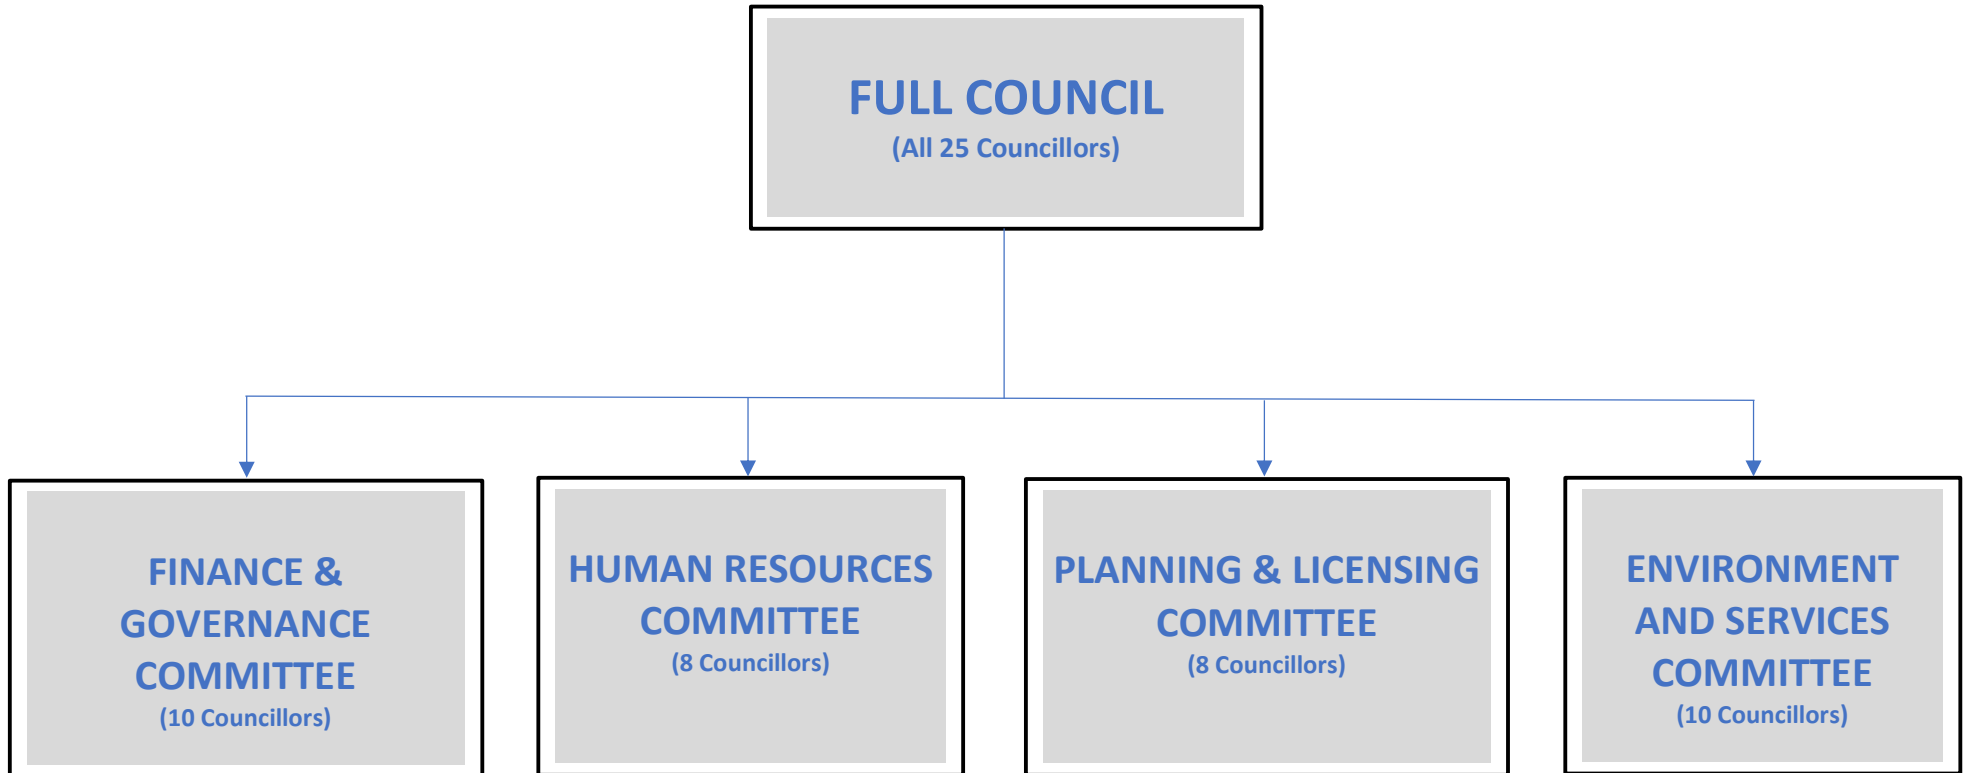 FULL COUNCIL
(All 25 Councillors)
FINANCE &
GOVERNANCE
COMMITTEE
(10 Councillors)
HUMAN RESOURCES
COMMITTEE
(8 Councillors)
PLANNING & LICENSING
COMMITTEE
(8 Councillors)
ENVIRONMENT
AND SERVICES
COMMITTEE
(10 Councillors)